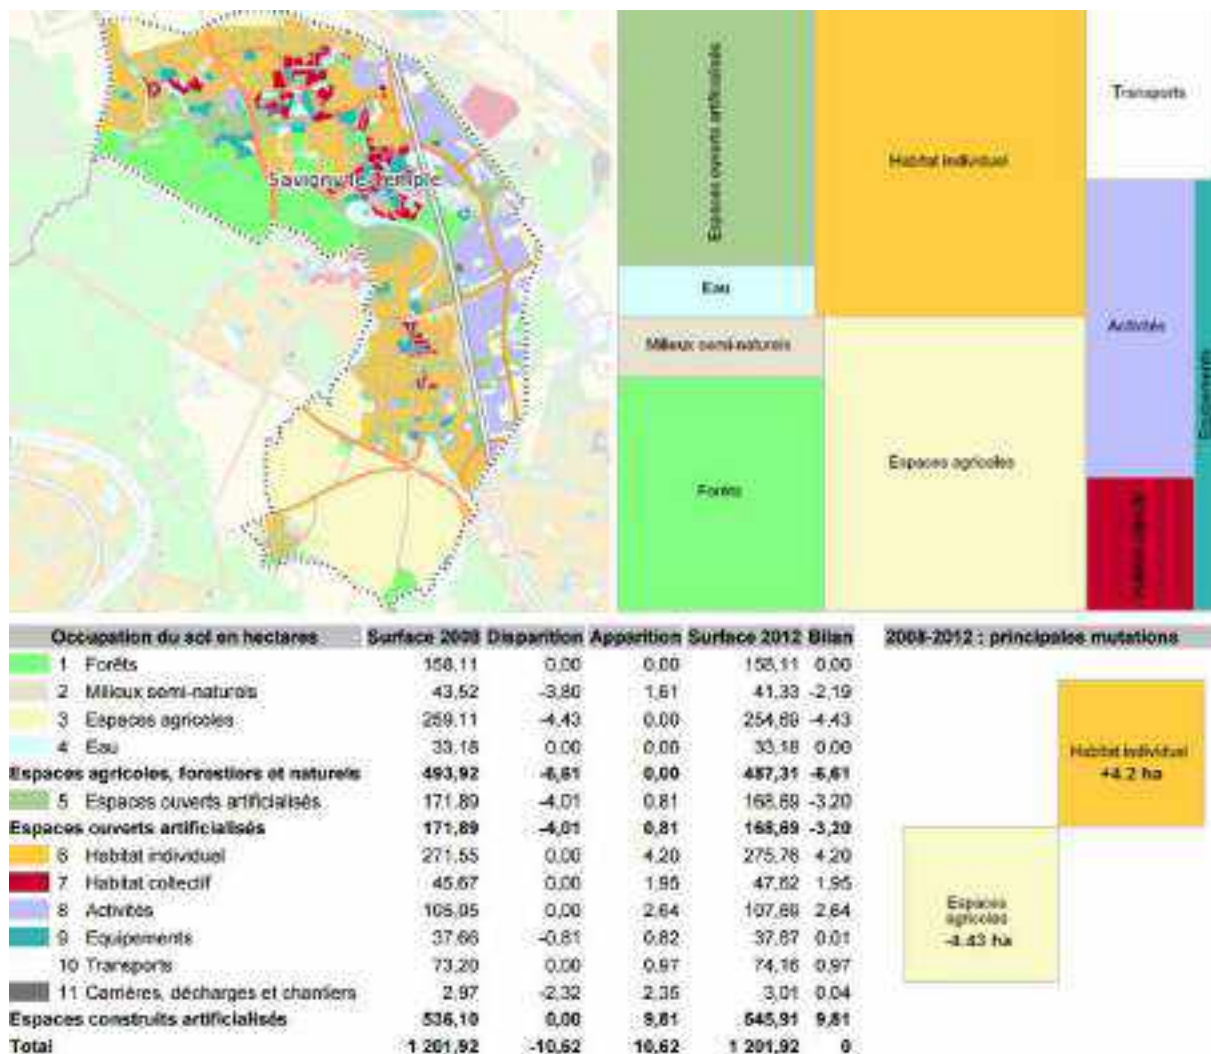 Savigny-le-Temple
Espaces ouverts artificialisés
Habitat individuel
Transports
Eau
Milieux semi-naturels
Activités
Equipements
Espaces agricoles
Forêts
Habitat collectif
Occupation du sol en hectares Surface 2008 Disparition Apparition Surface 2012 Bilan
1 Forêts 158,11 0,00 0,00 158,11 0,00
2 Milieux semi-naturels 43,52 -3,80 1,61 41,33 -2,19
3 Espaces agricoles 259,11 -4,43 0,00 254,69 -4,43
4 Eau 33,18 0,00 0,00 33,18 0,00
Espaces agricoles, forestiers et naturels 493,92 -6,61 0,00 487,31 -6,61
5 Espaces ouverts artificialisés 171,89 -4,01 0,81 168,69 -3,20
Espaces ouverts artificialisés 171,89 -4,01 0,81 168,69 -3,20
6 Habitat individuel 271,55 0,00 4,20 275,76 4,20
7 Habitat collectif 45,67 0,00 1,95 47,62 1,95
8 Activités 105,05 0,00 2,64 107,69 2,64
9 Equipements 37,66 -0,81 0,82 37,67 0,01
10 Transports 73,20 0,00 0,97 74,16 0,97
11 Carrières, décharges et chantiers 2,97 -2,32 2,35 3,01 0,04
Espaces construits artificialisés 536,10 0,00 9,81 545,91 9,81
Total 1 201,92 -10,62 10,62 1 201,92 0
2008-2012 : principales mutations
Habitat individuel
+4.2 ha
Espaces
agricoles
-4.43 ha